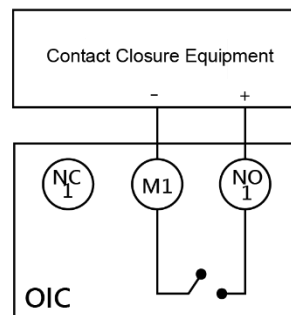 Contact Closure Equipment
- +
NC
1
M1
NO
1
OIC